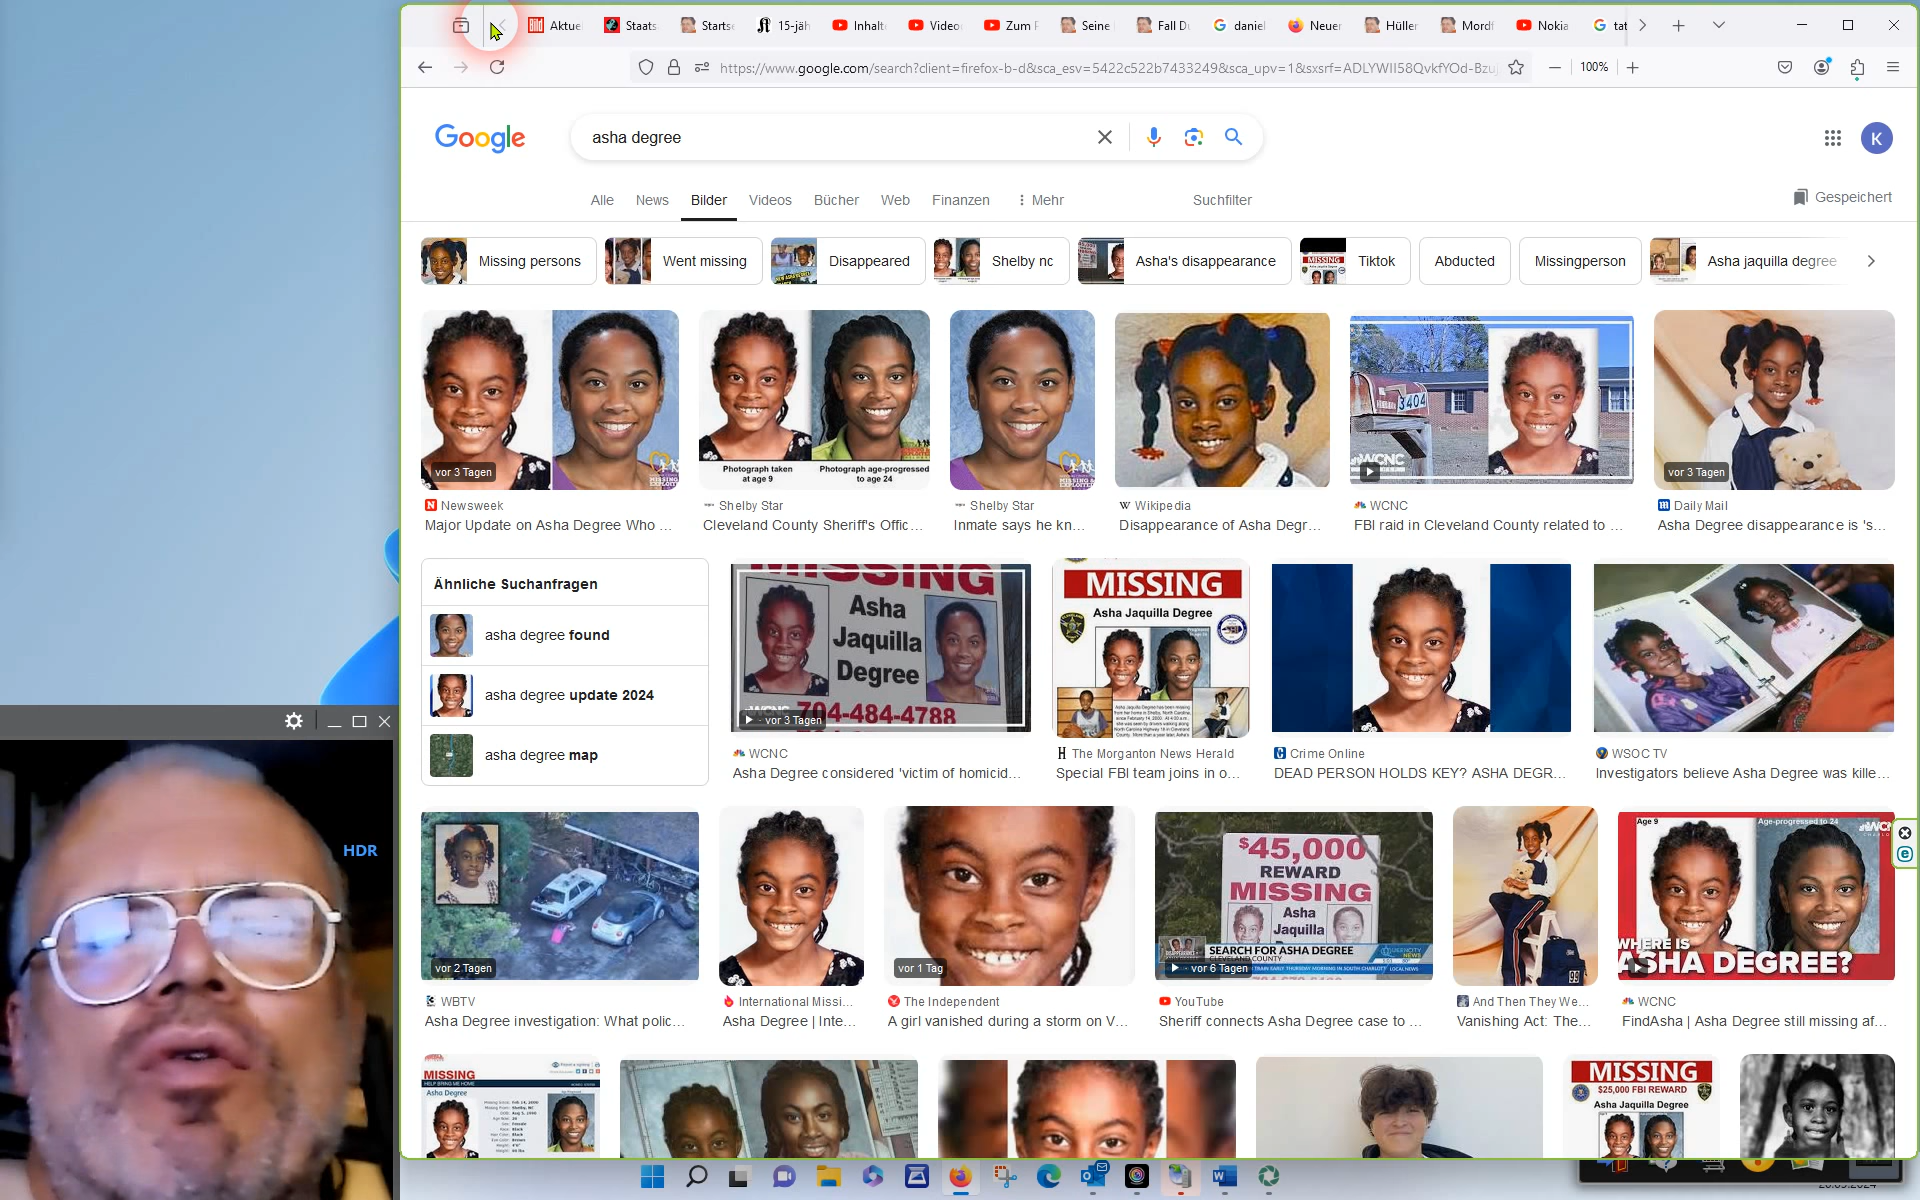 Aktue
Staats
Startse
15-jäh
Inhalt
Video
Zum F
Seine
Fall Du
daniel
Neuer
Hüller
Mordf
Nokia
tat
https://www.google.com/search?client=firefox-b-d&sca_esv=5422c522b7433249&sca_upv=1&sxsrf=ADLYWII58QvkfYOd-Bzu
100%
Google
asha degree
K
Alle News Bilder Videos Bücher Web Finanzen Mehr Suchfilter
Gespeichert
Missing persons
Went missing
Disappeared
Shelby nc
Asha's disappearance
Tiktok
Abducted
Missingperson
Asha jaquilla degree
vor 3 Tagen
Newsweek
Major Update on Asha Degree Who ...
Photograph taken
at age 9
Photograph age-progressed
to age 24
Shelby Star
Cleveland County Sheriff's Offic...
Shelby Star
Inmate says he kn...
Wikipedia
Disappearance of Asha Degr...
3404
WCNC
WCNC
FBI raid in Cleveland County related to ...
vor 3 Tagen
Daily Mail
Asha Degree disappearance is 's...
Ähnliche Suchanfragen
asha degree found
asha degree update 2024
asha degree map
MISSING
Asha
Jaquilla
Degree
704-484-4788
vor 3 Tagen
WCNC
Asha Degree considered 'victim of homicid...
MISSING
Asha Jaquilla Degree
The Morganton News Herald
Special FBI team joins in o...
Crime Online
DEAD PERSON HOLDS KEY? ASHA DEGR...
WSOC TV
Investigators believe Asha Degree was kille...
HDR
vor 2 Tagen
WBTV
Asha Degree investigation: What polic...
International Missi...
Asha Degree | Inte...
vor 1 Tag
The Independent
A girl vanished during a storm on V...
$45,000
REWARD
MISSING
Asha
Jaquilla
SEARCH FOR ASHA DEGREE
CLEVELAND COUNTY
vor 6 Tagen
YouTube
Sheriff connects Asha Degree case to ...
And Then They We...
Vanishing Act: The...
Age 9
Age-progressed to 24
WHERE IS
ASHA DEGREE?
WCNC
FindAsha | Asha Degree still missing af...
MISSING
HELP BRING ME HOME
Asha Degree
MISSING
$25,000 FBI REWARD
Asha Jaquilla Degree